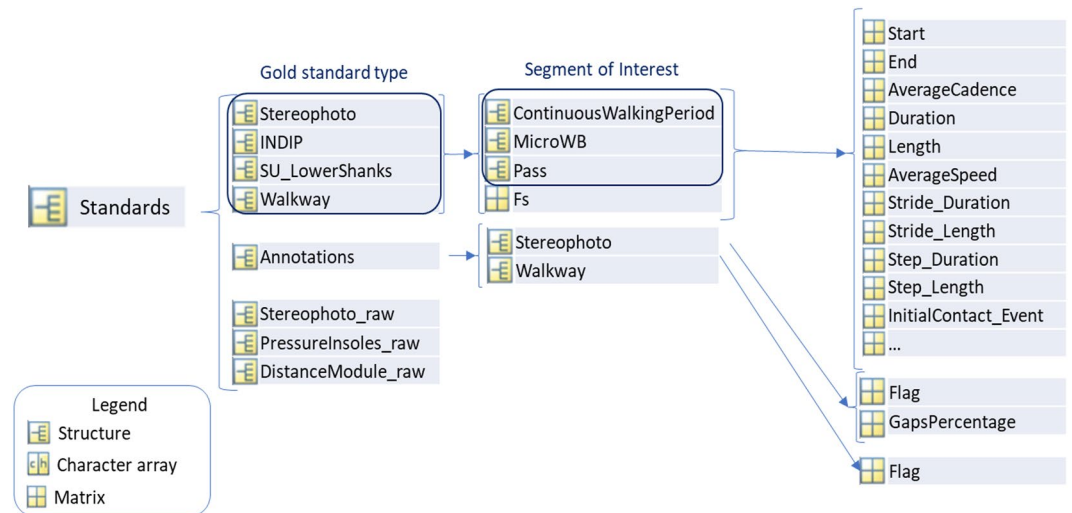 Standards
Gold standard type
Stereophoto
INDIP
SU_LowerShanks
Walkway
Annotations
Stereophoto_raw
PressureInsoles_raw
DistanceModule_raw
Segment of Interest
ContinuousWalkingPeriod
MicroWB
Pass
Fs
Stereophoto
Walkway
Start
End
AverageCadence
Duration
Length
AverageSpeed
Stride_Duration
Stride_Length
Step_Duration
Step_Length
InitialContact_Event
...
Flag
GapsPercentage
Flag
Legend
Structure
ch Character array
Matrix